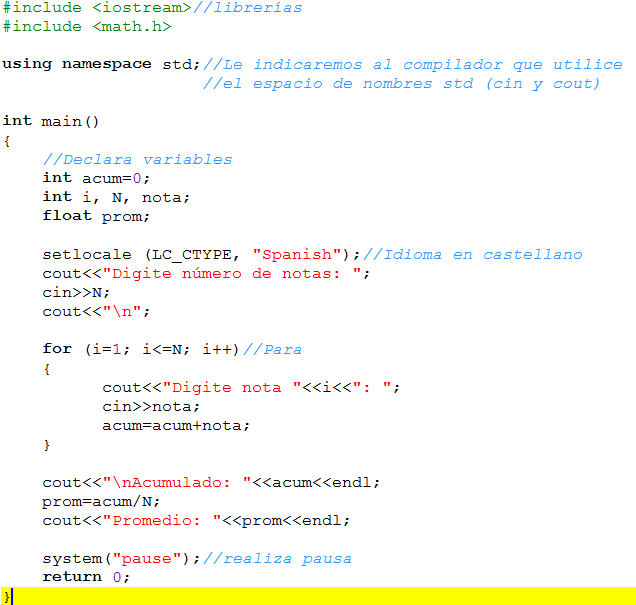 #include <iostream>//librerías
#include <math.h>
using namespace std;//Le indicaremos al compilador que utilice
//el espacio de nombres std (cin y cout)
int main()
{
//Declara variables
int acum=0;
int i, N, nota;
float prom;
setlocale (LC_CTYPE, "Spanish");//Idioma en castellano
cout<<"Digite número de notas: ";
cin>>N;
cout<<"\n";
for (i=1; i<=N; i++)//Para
{
cout<<"Digite nota "<<i<<": ";
cin>>nota;
acum=acum+nota;
}
cout<<"\nAcumulado: "<<acum<<endl;
prom=acum/N;
cout<<"Promedio: "<<prom<<endl;
system("pause");//realiza pausa
return 0;
}